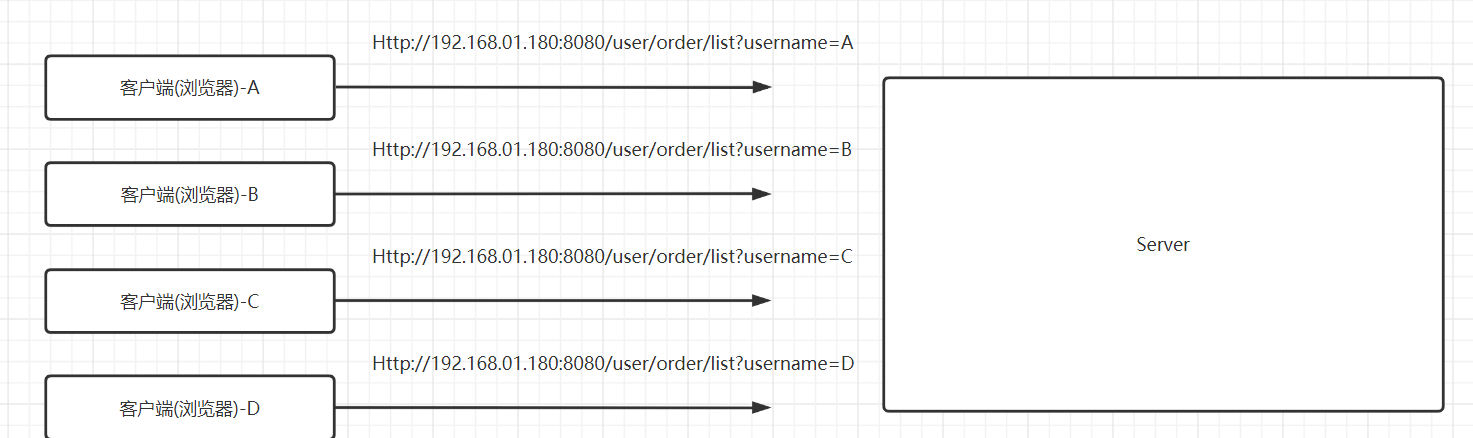 Http://192.168.01.180:8080/user/order/list?username=A
客户端(浏览器)-A
Http://192.168.01.180:8080/user/order/list?username=B
客户端(浏览器)-B
Server
Http://192.168.01.180:8080/user/order/list?username=C
客户端(浏览器)-C
Http://192.168.01.180:8080/user/order/list?username=D
客户端(浏览器)-D